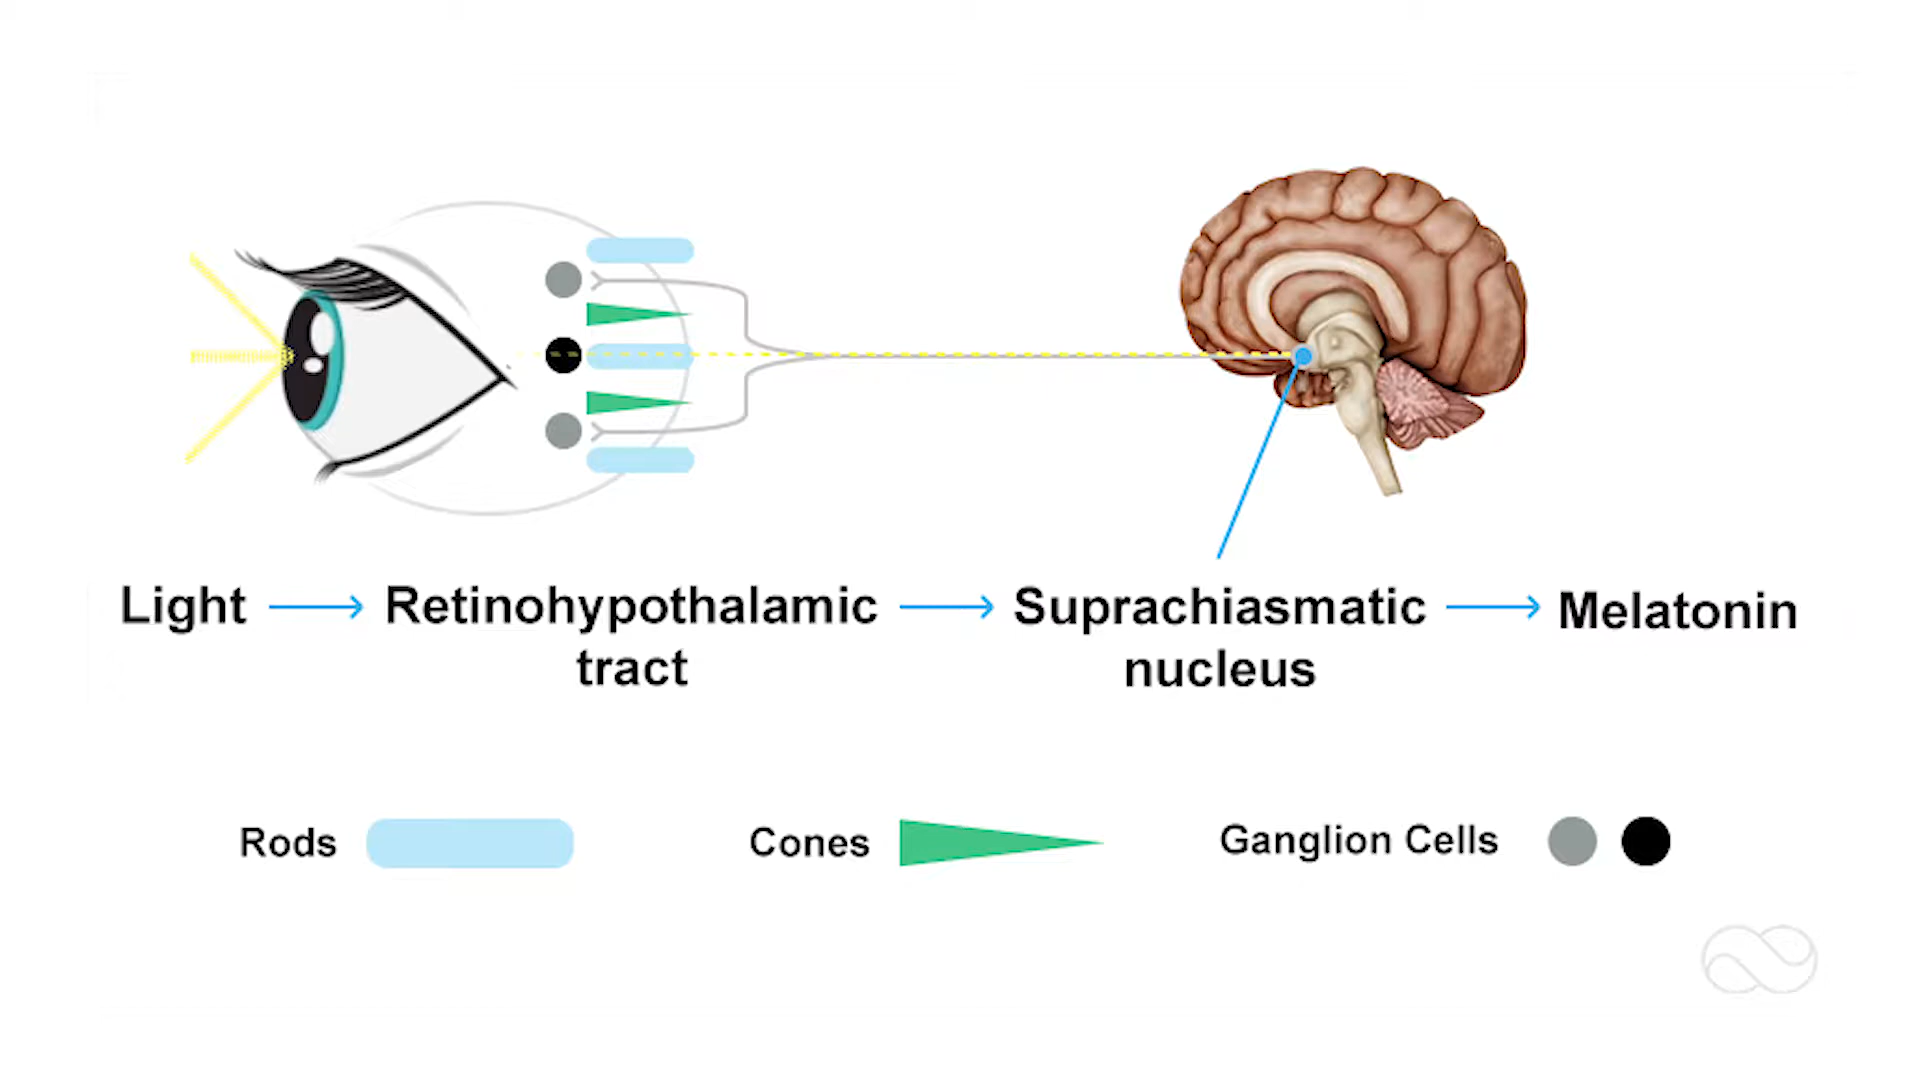 Light Retinohypothalamic Suprachiasmatic Melatonin
tract nucleus
Rods Cones Ganglion Cells